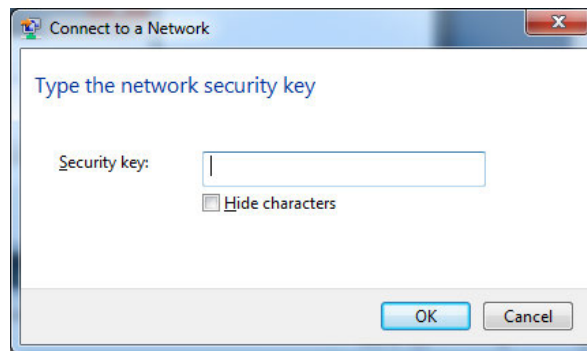 Connect to a Network
Type the network security key
Security key:
Hide characters
OK Cancel